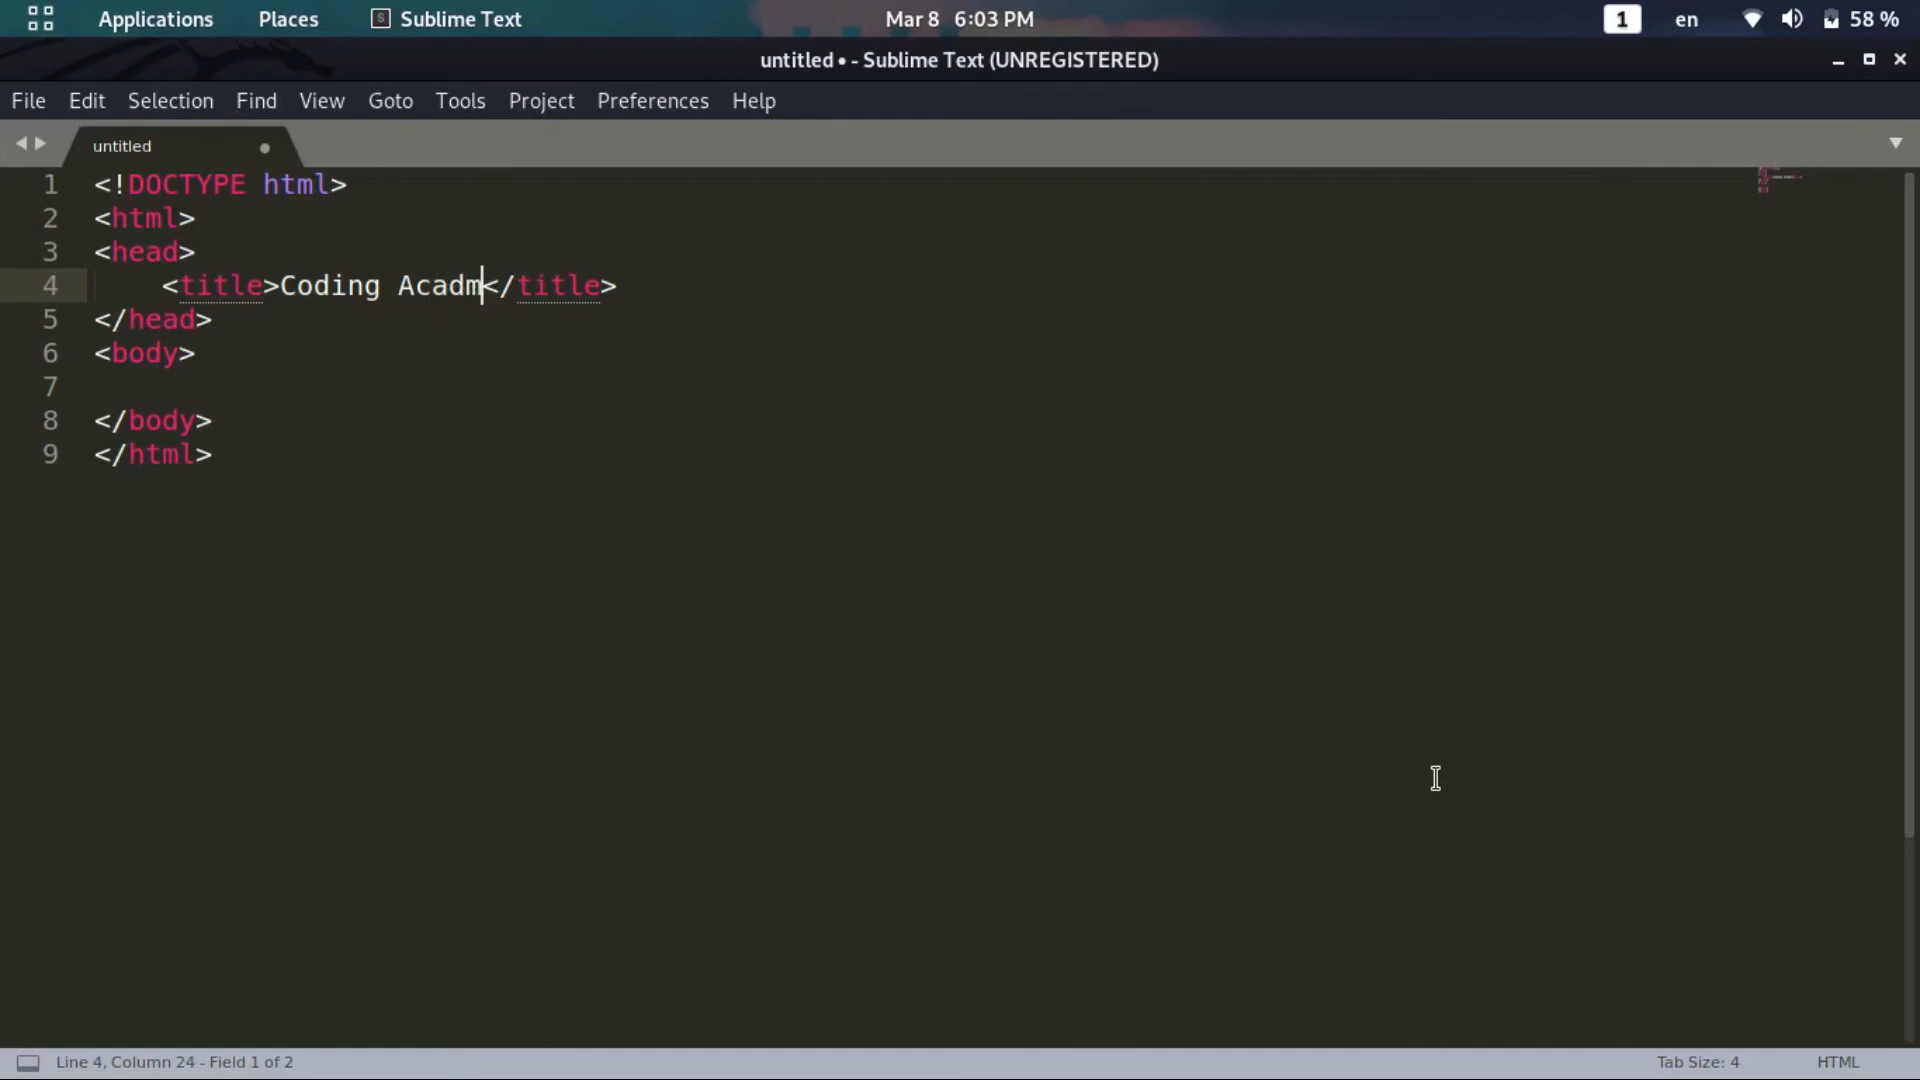 Applications Places Sublime Text Mar 8 6:03 PM 1 en 58 %
untitled • - Sublime Text (UNREGISTERED)
File Edit Selection Find View Goto Tools Project Preferences Help
untitled
1 <!DOCTYPE html>
2 <html>
3 <head>
4     <title>Coding Acadm</title>
5 </head>
6 <body>
7
8 </body>
9 </html>
Line 4, Column 24 - Field 1 of 2 Tab Size: 4 HTML